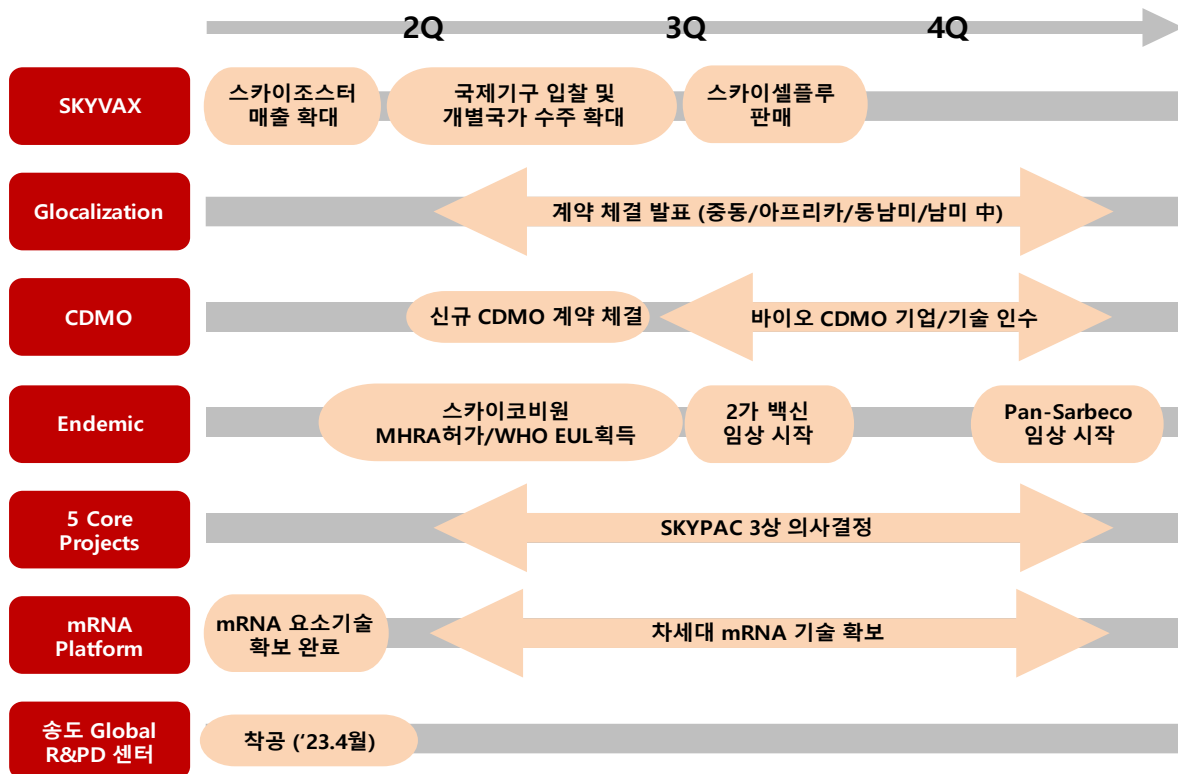 2Q 3Q 4Q
SKYVAX
스카이조스터
매출 확대
국제기구 입찰 및
개별국가 수주 확대
스카이셀플루
판매
Glocalization
계약 체결 발표 (중동/아프리카/동남미/남미 中)
CDMO
신규 CDMO 계약 체결
바이오 CDMO 기업/기술 인수
Endemic
스카이코비원
MHRA허가/WHO EUL획득
2가 백신
임상 시작
Pan-Sarbeco
임상 시작
5 Core
Projects
SKYPAC 3상 의사결정
mRNA
Platform
mRNA 요소기술
확보 완료
차세대 mRNA 기술 확보
송도 Global
R&PD 센터
착공 (‘23.4월)